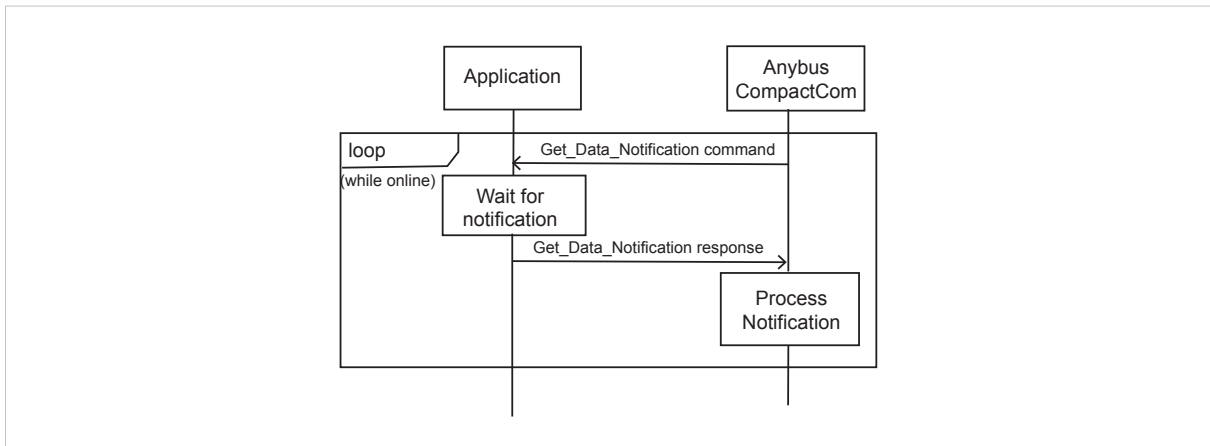 Application
Anybus
CompactCom
loop
Get_Data_Notification command
(while online)
Wait for
notification
Get_Data_Notification response
Process
Notification